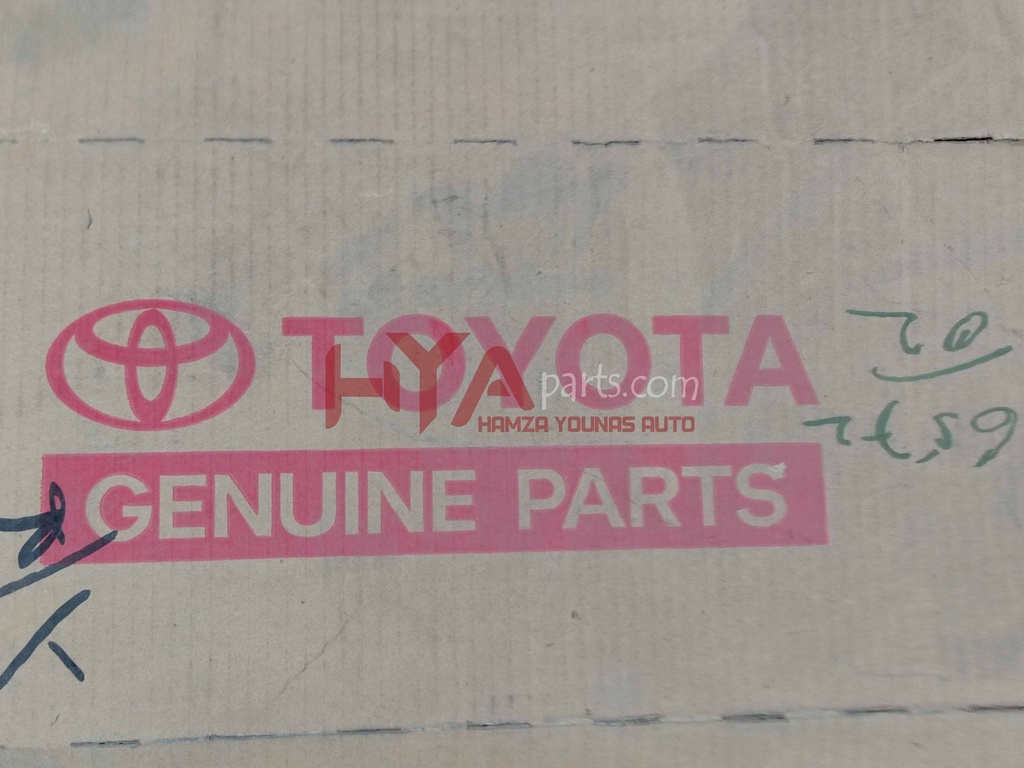 TOYOTA
HYA parts.com
HAMZA YOUNAS AUTO
GENUINE PARTS